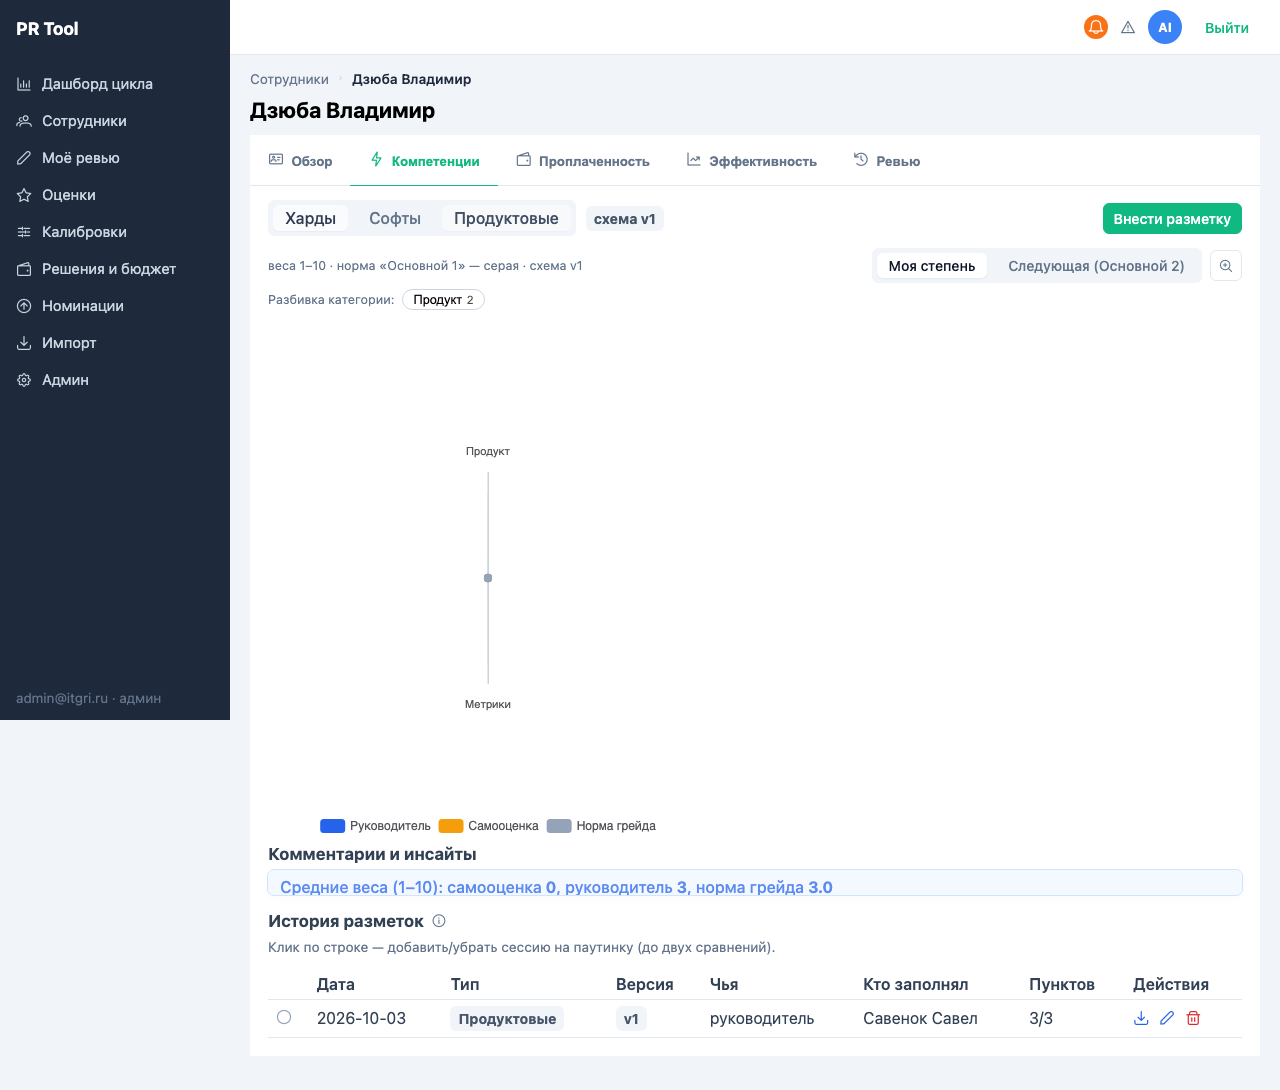 PR Tool
AI
Выйти
Дашборд цикла
Сотрудники
Моё ревью
Оценки
Калибровки
Решения и бюджет
Номинации
Импорт
Админ
admin@itgri.ru · админ
Сотрудники
Дзюба Владимир
Дзюба Владимир
Обзор
Компетенции
Проплаченность
Эффективность
Ревью
Харды
Софты
Продуктовые
схема v1
Внести разметку
веса 1–10 · норма «Основной 1» — серая · схема v1
Моя степень
Следующая (Основной 2)
Разбивка категории:
Продукт 2
Продукт
Метрики
Руководитель
Самооценка
Норма грейда
Комментарии и инсайты
Средние веса (1–10): самооценка 0, руководитель 3, норма грейда 3.0
История разметок
Клик по строке — добавить/убрать сессию на паутинку (до двух сравнений).
Дата Тип Версия Чья Кто заполнял Пунктов Действия
2026-10-03 Продуктовые v1 руководитель Савенок Савел 3/3